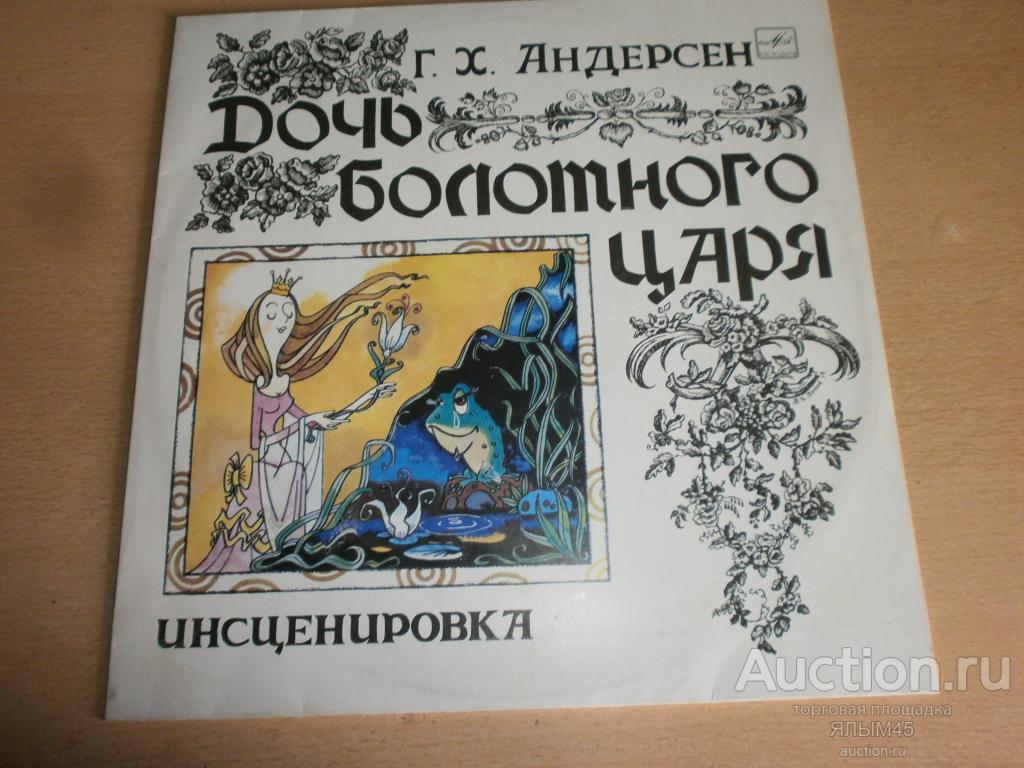 Г. Х. Андерсен
Дочь
болотного
царя
инсценировка
Auction.ru
торговая площадка
ЯЛЫМ45
auction.ru